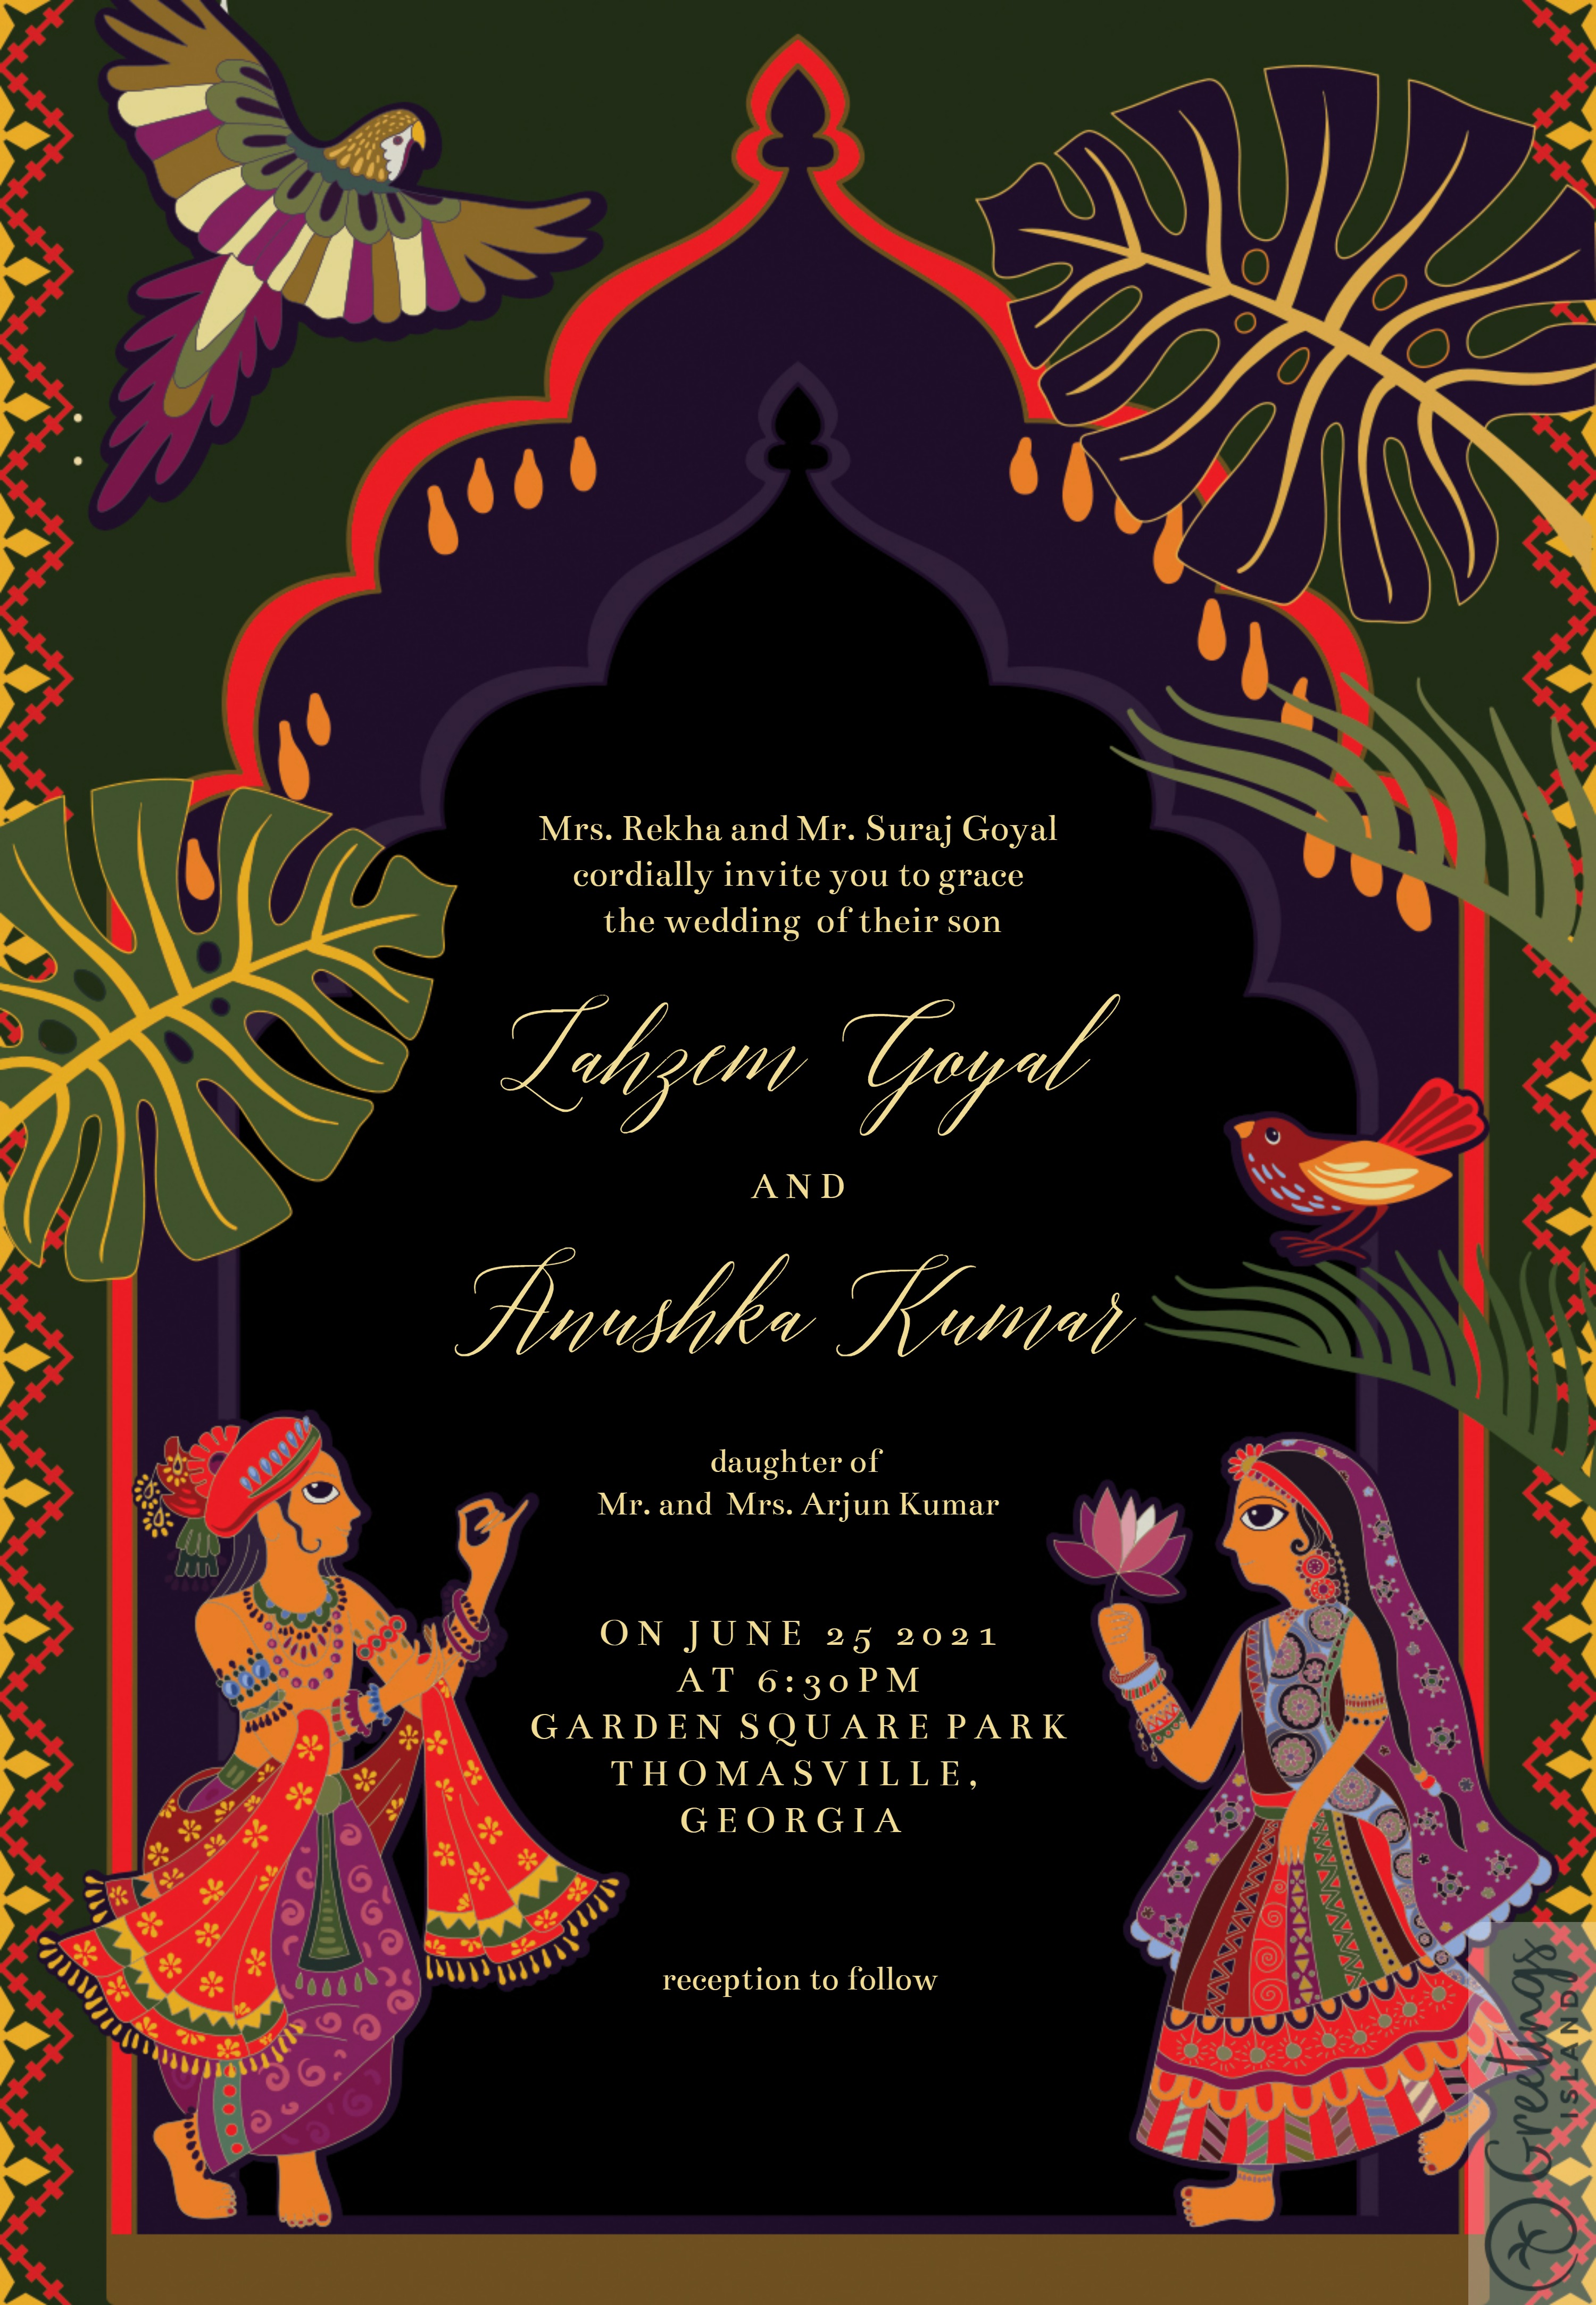 Mrs. Rekha and Mr. Suraj Goyal
cordially invite you to grace
the wedding of their son
Lahzem Goyal
AND
Anushka Kumar
daughter of
Mr. and Mrs. Arjun Kumar
ON JUNE 25 2021
AT 6:30PM
GARDEN SQUARE PARK
THOMASVILLE,
GEORGIA
reception to follow
Greetings
ISLAND